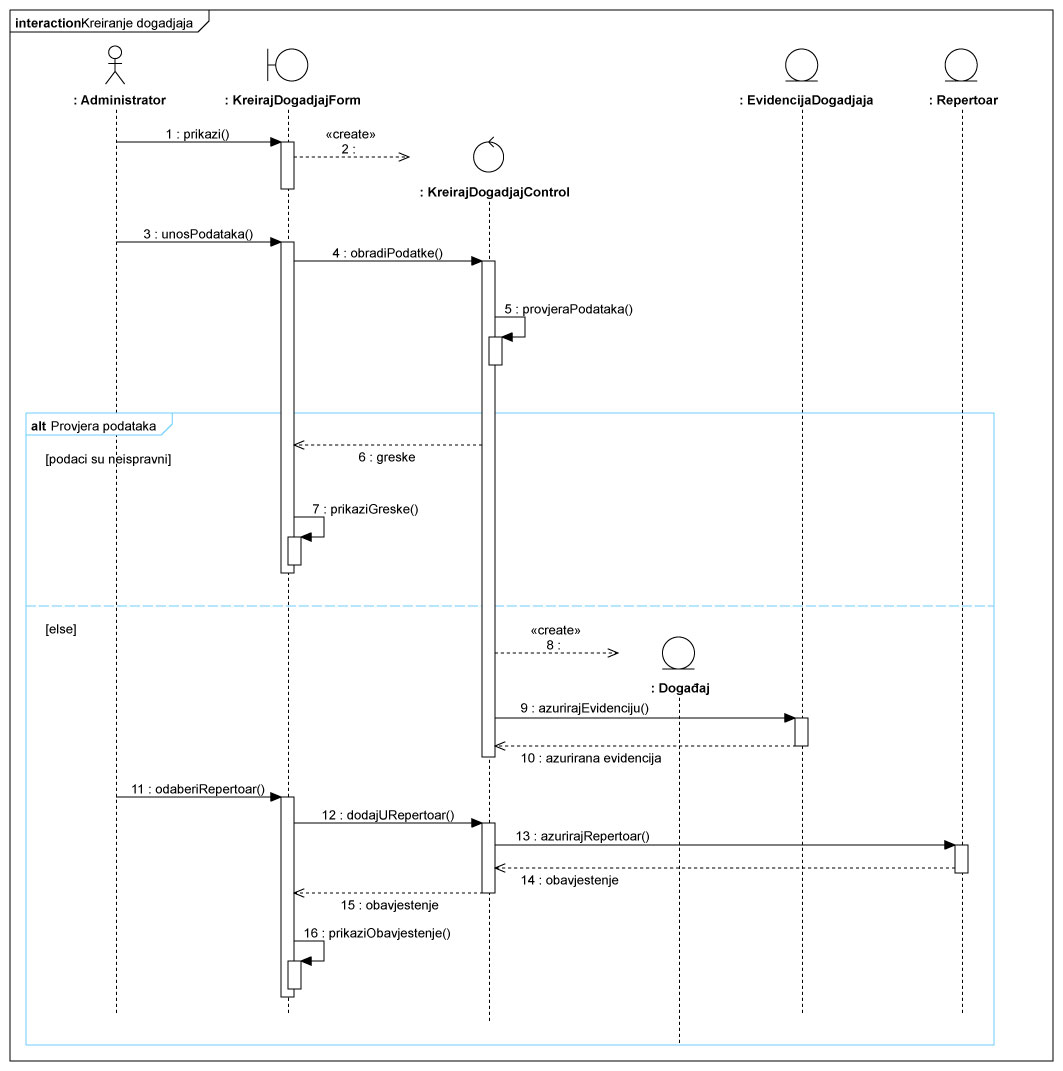 interactionKreiranje dogadjaja
: Administrator
: KreirajDogadjajForm
: EvidencijaDogadjaja
: Repertoar
1 : prikazi()
«create»
2 :
: KreirajDogadjajControl
3 : unosPodataka()
4 : obradiPodatke()
5 : provjeraPodataka()
alt Provjera podataka
[podaci su neispravni]
6 : greske
7 : prikaziGreske()
[else]
«create»
8 :
: Događaj
9 : azurirajEvidenciju()
10 : azurirana evidencija
11 : odaberiRepertoar()
12 : dodajURepertoar()
13 : azurirajRepertoar()
14 : obavjestenje
15 : obavjestenje
16 : prikaziObavjestenje()